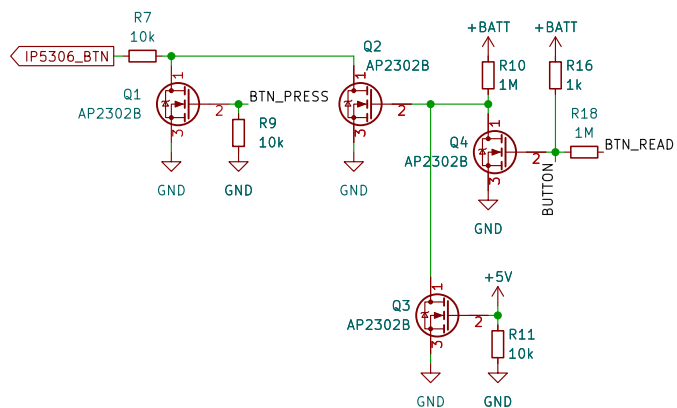 R7
10k
IP5306_BTN
Q1
AP2302B
1
2
3
BTN_PRESS
R9
10k
GND
GND
Q2
AP2302B
1
2
3
GND
+BATT
R10
1M
+BATT
R16
1k
Q4
AP2302B
1
2
3
GND
R18
1M
BTN_READ
BUTTON
Q3
AP2302B
1
2
3
GND
+5V
R11
10k
GND